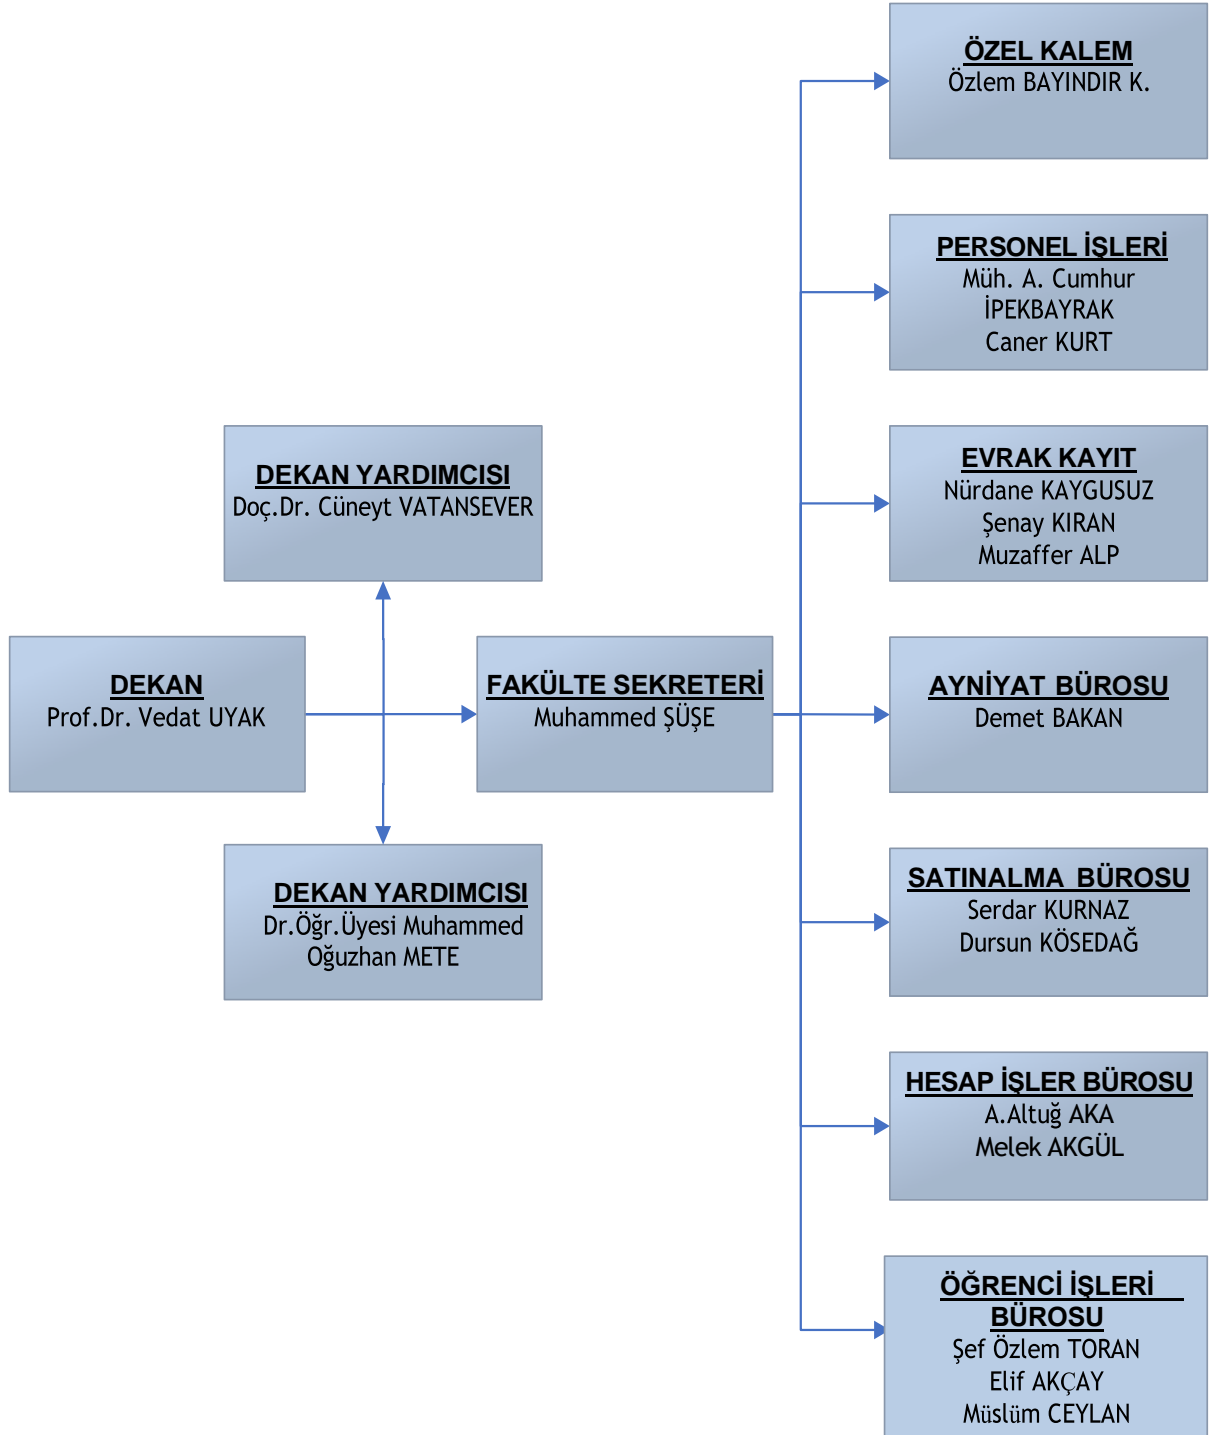 DEKAN
Prof.Dr. Vedat UYAK
DEKAN YARDIMCISI
Doç.Dr. Cüneyt VATANSEVER
DEKAN YARDIMCISI
Dr.Öğr.Üyesi Muhammed
Oğuzhan METE
FAKÜLTE SEKRETERİ
Muhammed ŞÜŞE
ÖZEL KALEM
Özlem BAYINDIR K.
PERSONEL İŞLERİ
Müh. A. Cumhur
İPEKBAYRAK
Caner KURT
EVRAK KAYIT
Nürdane KAYGUSUZ
Şenay KIRAN
Muzaffer ALP
AYNİYAT BÜROSU
Demet BAKAN
SATINALMA BÜROSU
Serdar KURNAZ
Dursun KÖSEDAĞ
HESAP İŞLER BÜROSU
A.Altuğ AKA
Melek AKGÜL
ÖĞRENCİ İŞLERİ
BÜROSU
Şef Özlem TORAN
Elif AKÇAY
Müslüm CEYLAN